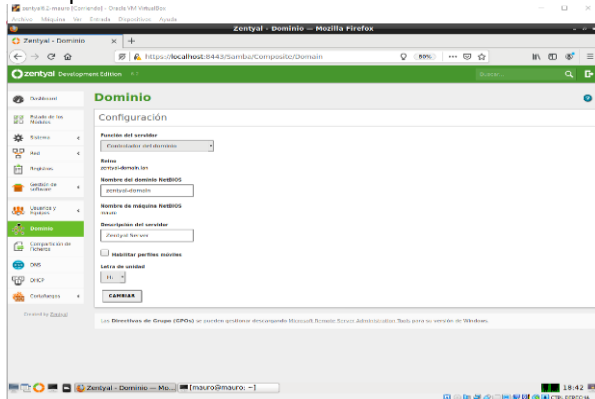 zentyal6.2-mauro [Corriendo] - Oracle VM VirtualBox
Archivo Máquina Ver Entrada Dispositivos Ayuda
Zentyal - Dominio — Mozilla Firefox
Zentyal - Dominio × +
https://localhost:8443/Samba/Composite/Domain 80%
zentyal Development Edition
Buscar...
Dashboard
Estado de los Módulos
Sistema
Red
Registros
Gestión de software
Usuarios y Equipos
Dominio
Compartición de Ficheros
DNS
DHCP
Cortafuegos
Created by Zentyal
Dominio
Configuración
Función del servidor
Controlador del dominio
Reino
zentyal-domain.lan
Nombre del dominio NetBIOS
zentyal-domain
Nombre de máquina NetBIOS
mauro
Descripción del servidor
Zentyal Server
Habilitar perfiles móviles
Letra de unidad
H:
CAMBIAR
Las Directivas de Grupo (GPOs) se pueden gestionar descargando Microsoft Remote Server Administration Tools para su versión de Windows.
Zentyal - Dominio — Mo... [mauro@mauro: ~]
18:42
CTRL DERECHA